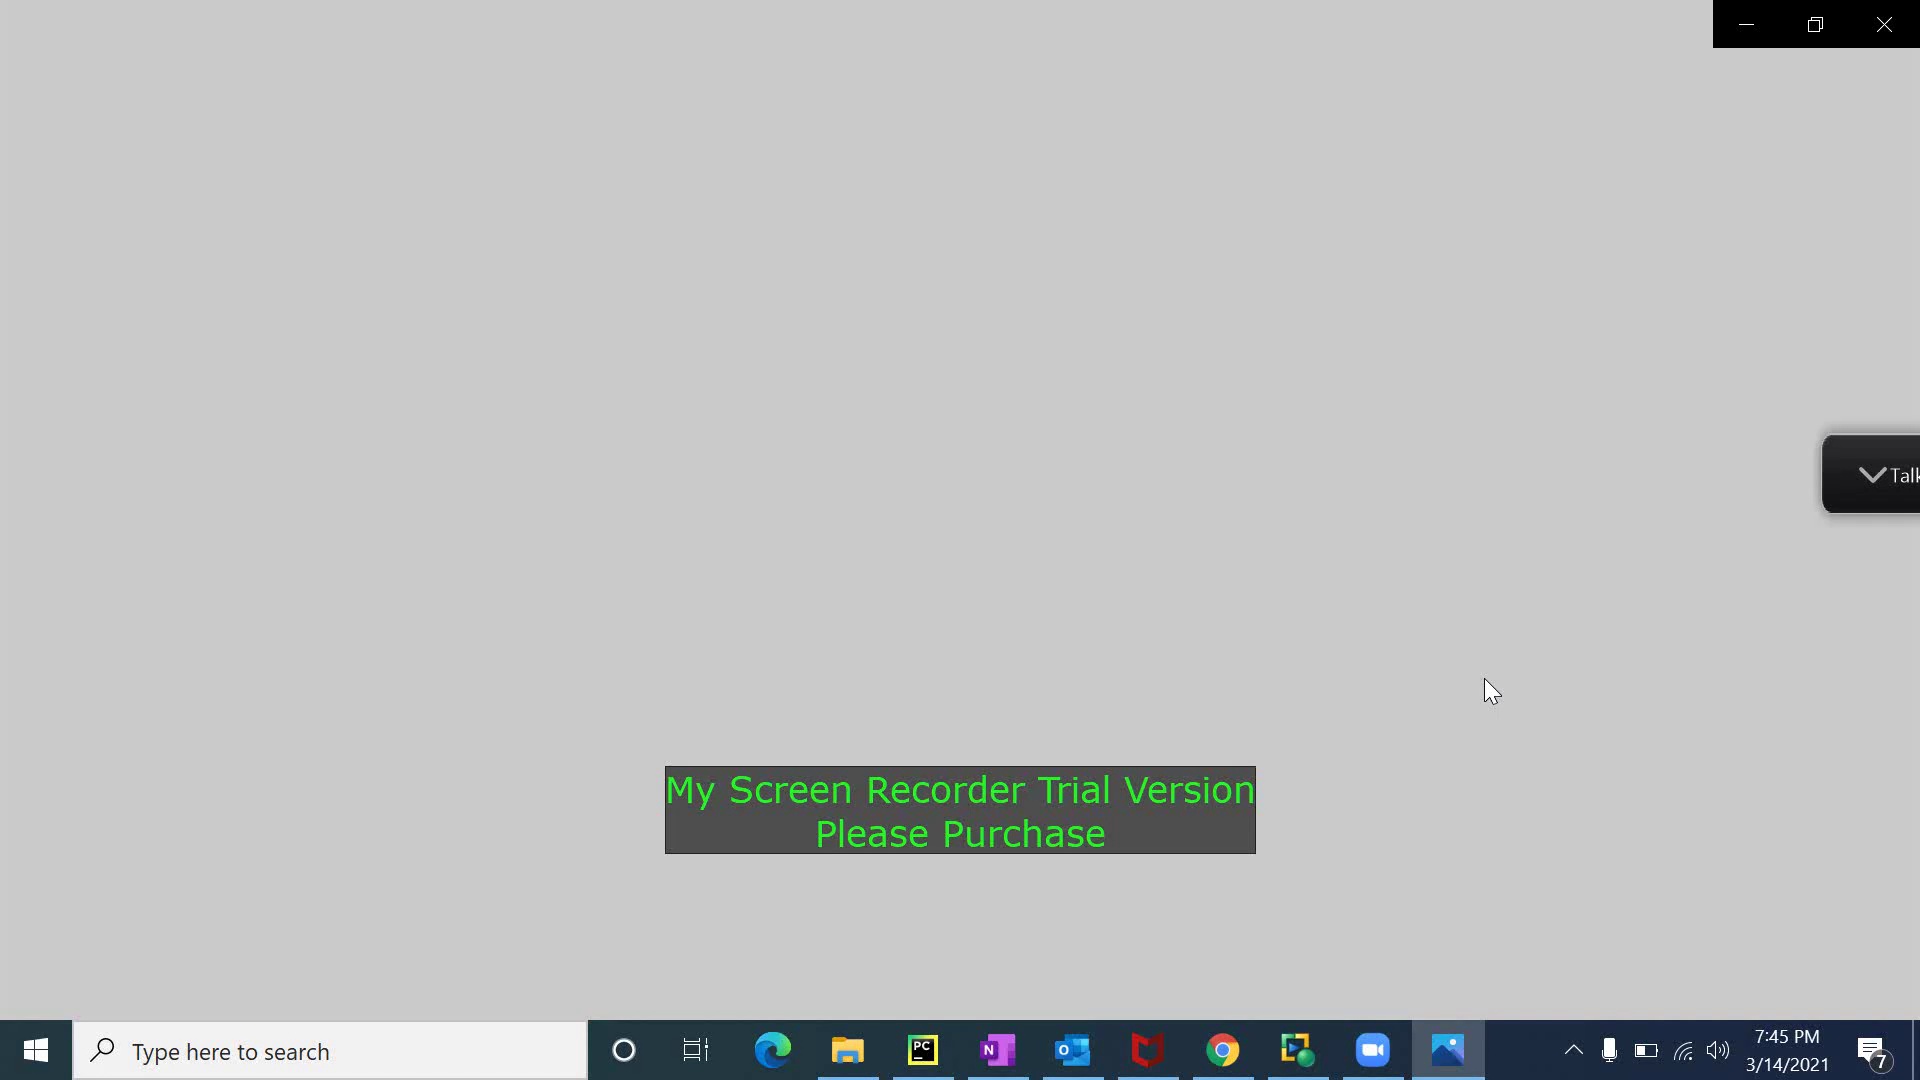 Talk
My Screen Recorder Trial Version
Please Purchase
Type here to search
PC
N
O
7:45 PM
3/14/2021
7